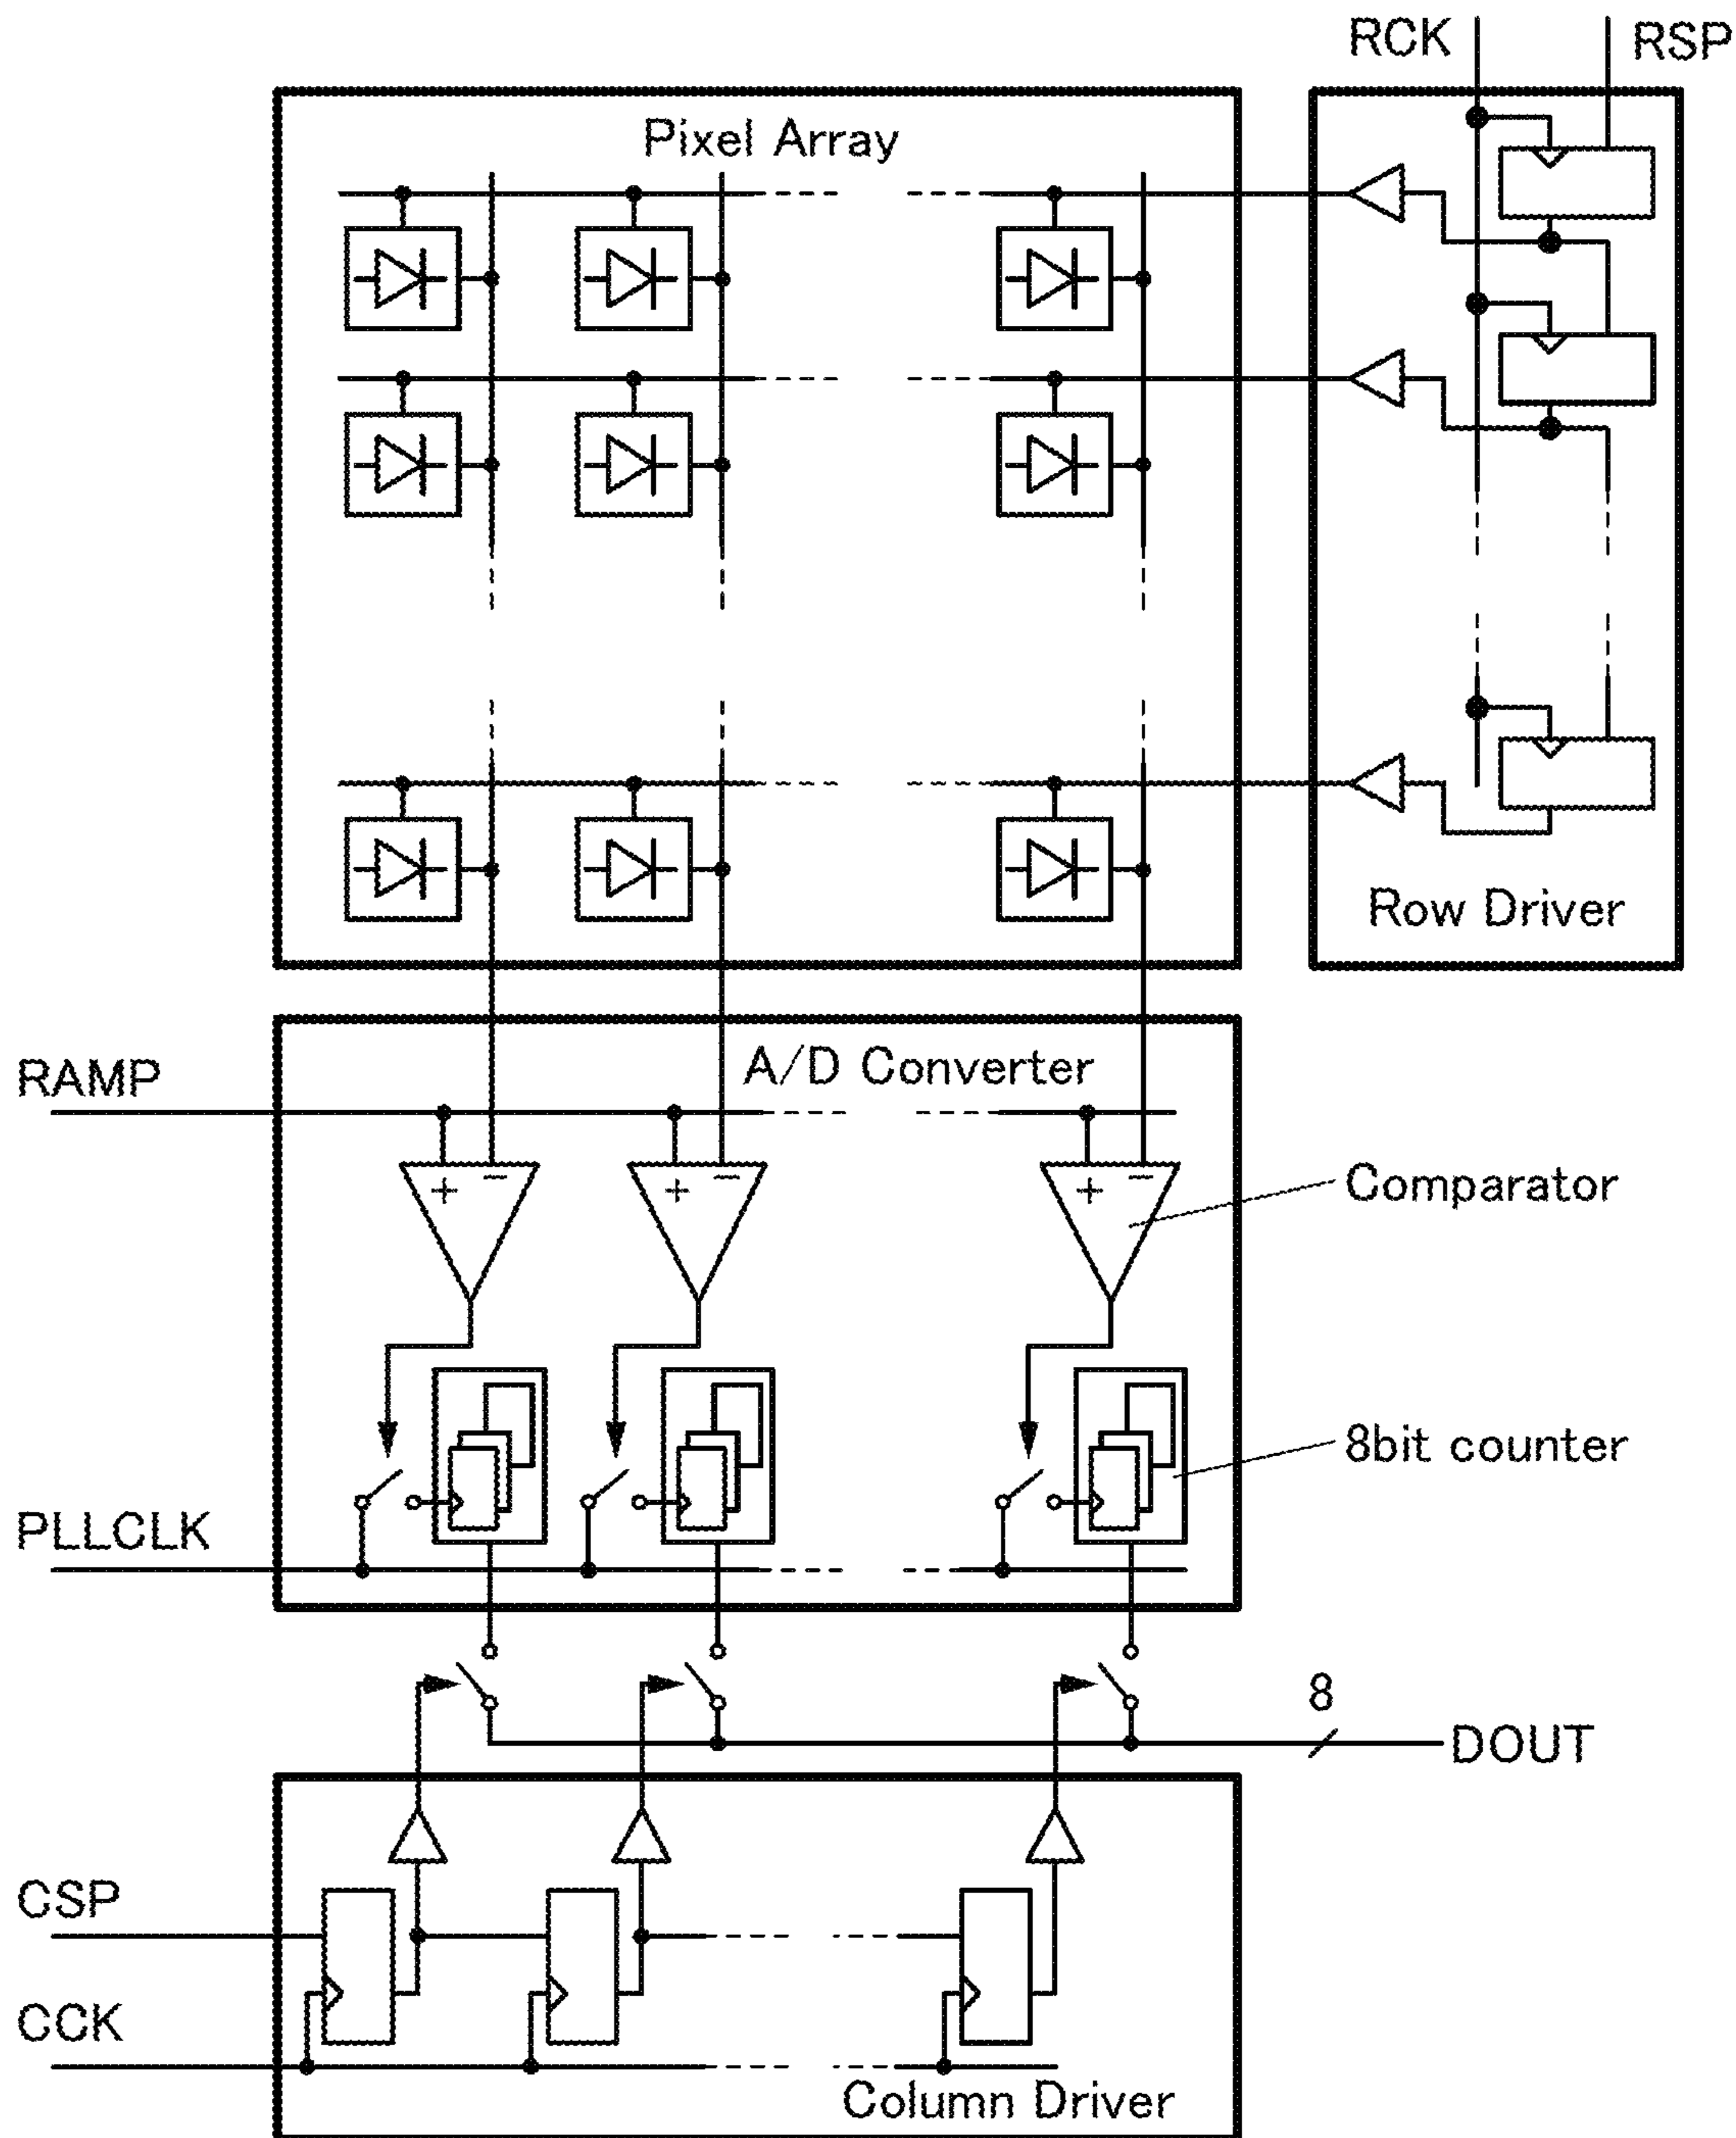 RCK
RSP
Pixel Array
Row Driver
RAMP
A/D Converter
+ −
+ −
+ −
Comparator
8bit counter
PLLCLK
8
DOUT
CSP
CCK
Column Driver